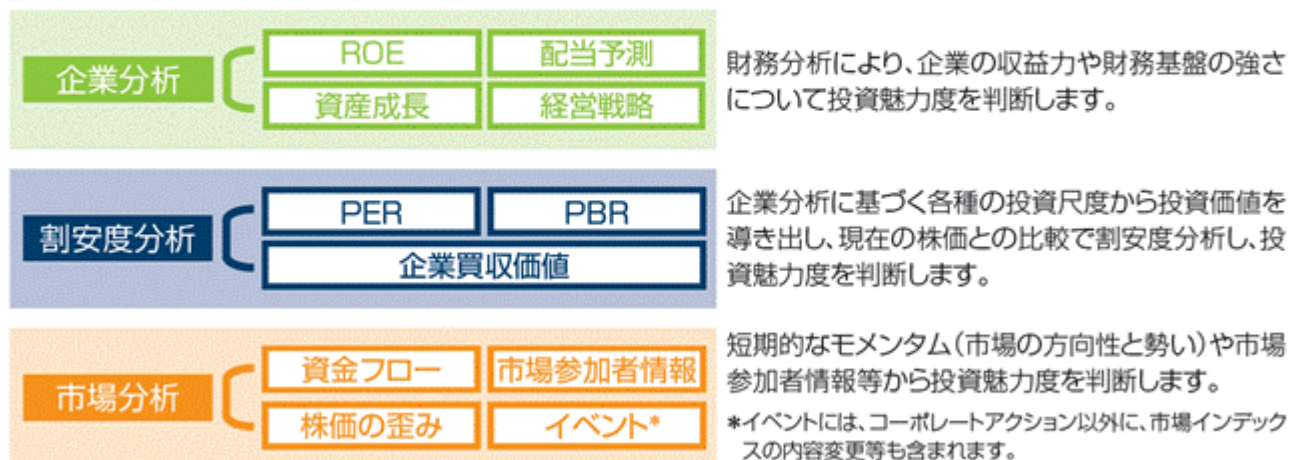 企業分析
ROE
配当予測
資産成長
経営戦略
財務分析により、企業の収益力や財務基盤の強さ
について投資魅力度を判断します。
割安度分析
PER
PBR
企業買収価値
企業分析に基づく各種の投資尺度から投資価値を
導き出し、現在の株価との比較で割安度分析し、投
資魅力度を判断します。
市場分析
資金フロー
市場参加者情報
株価の歪み
イベント*
短期的なモメンタム(市場の方向性と勢い)や市場
参加者情報等から投資魅力度を判断します。
*イベントには、コーポレートアクション以外に、市場インデック
スの内容変更等も含まれます。